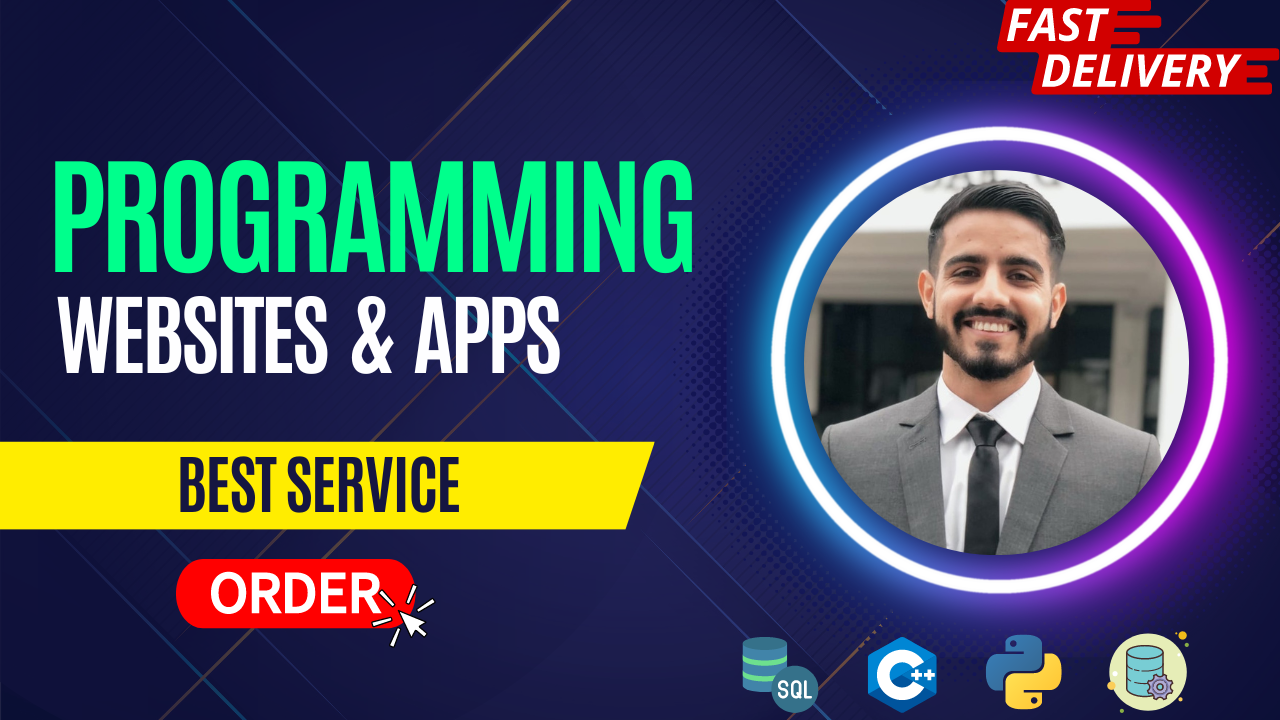 FAST
DELIVERY
PROGRAMMING
WEBSITES & APPS
BEST SERVICE
ORDER
SQL
C++